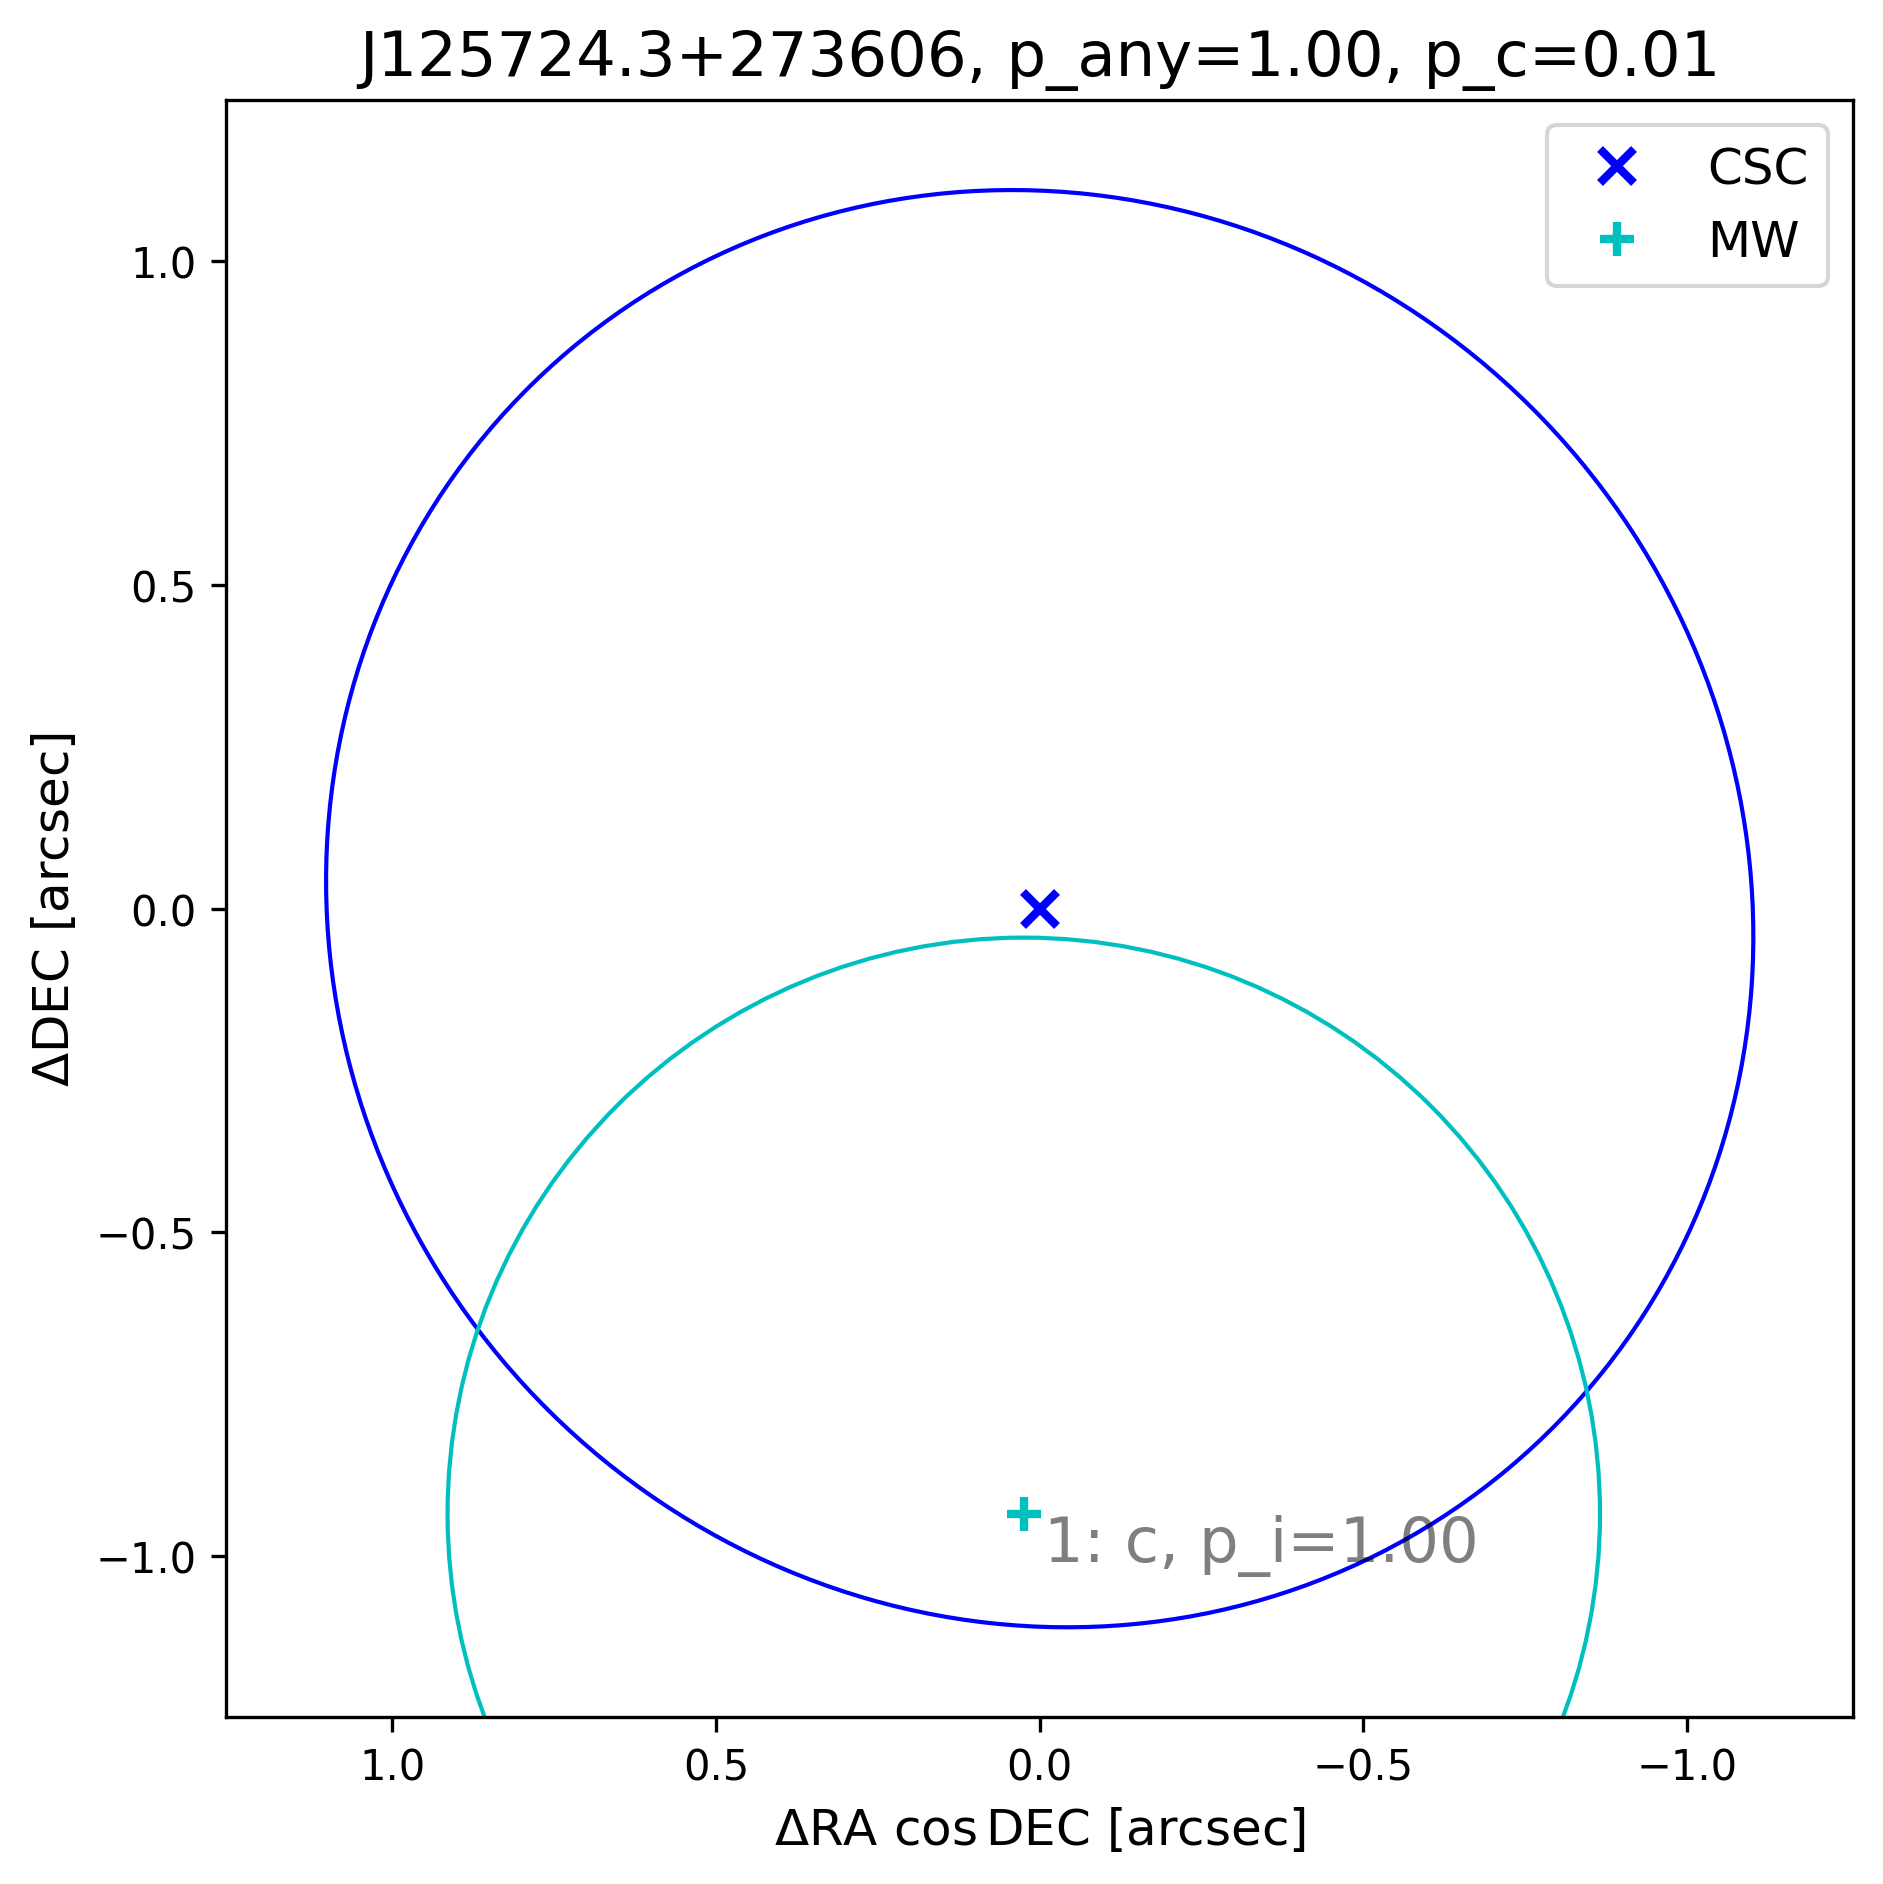 J125724.3+273606, p_any=1.00, p_c=0.01
CSC
MW
1.0
0.5
0.0
−0.5
−1.0
ΔDEC [arcsec]
1: c, p_i=1.00
1.0 0.5 0.0 −0.5 −1.0
ΔRA cos DEC [arcsec]